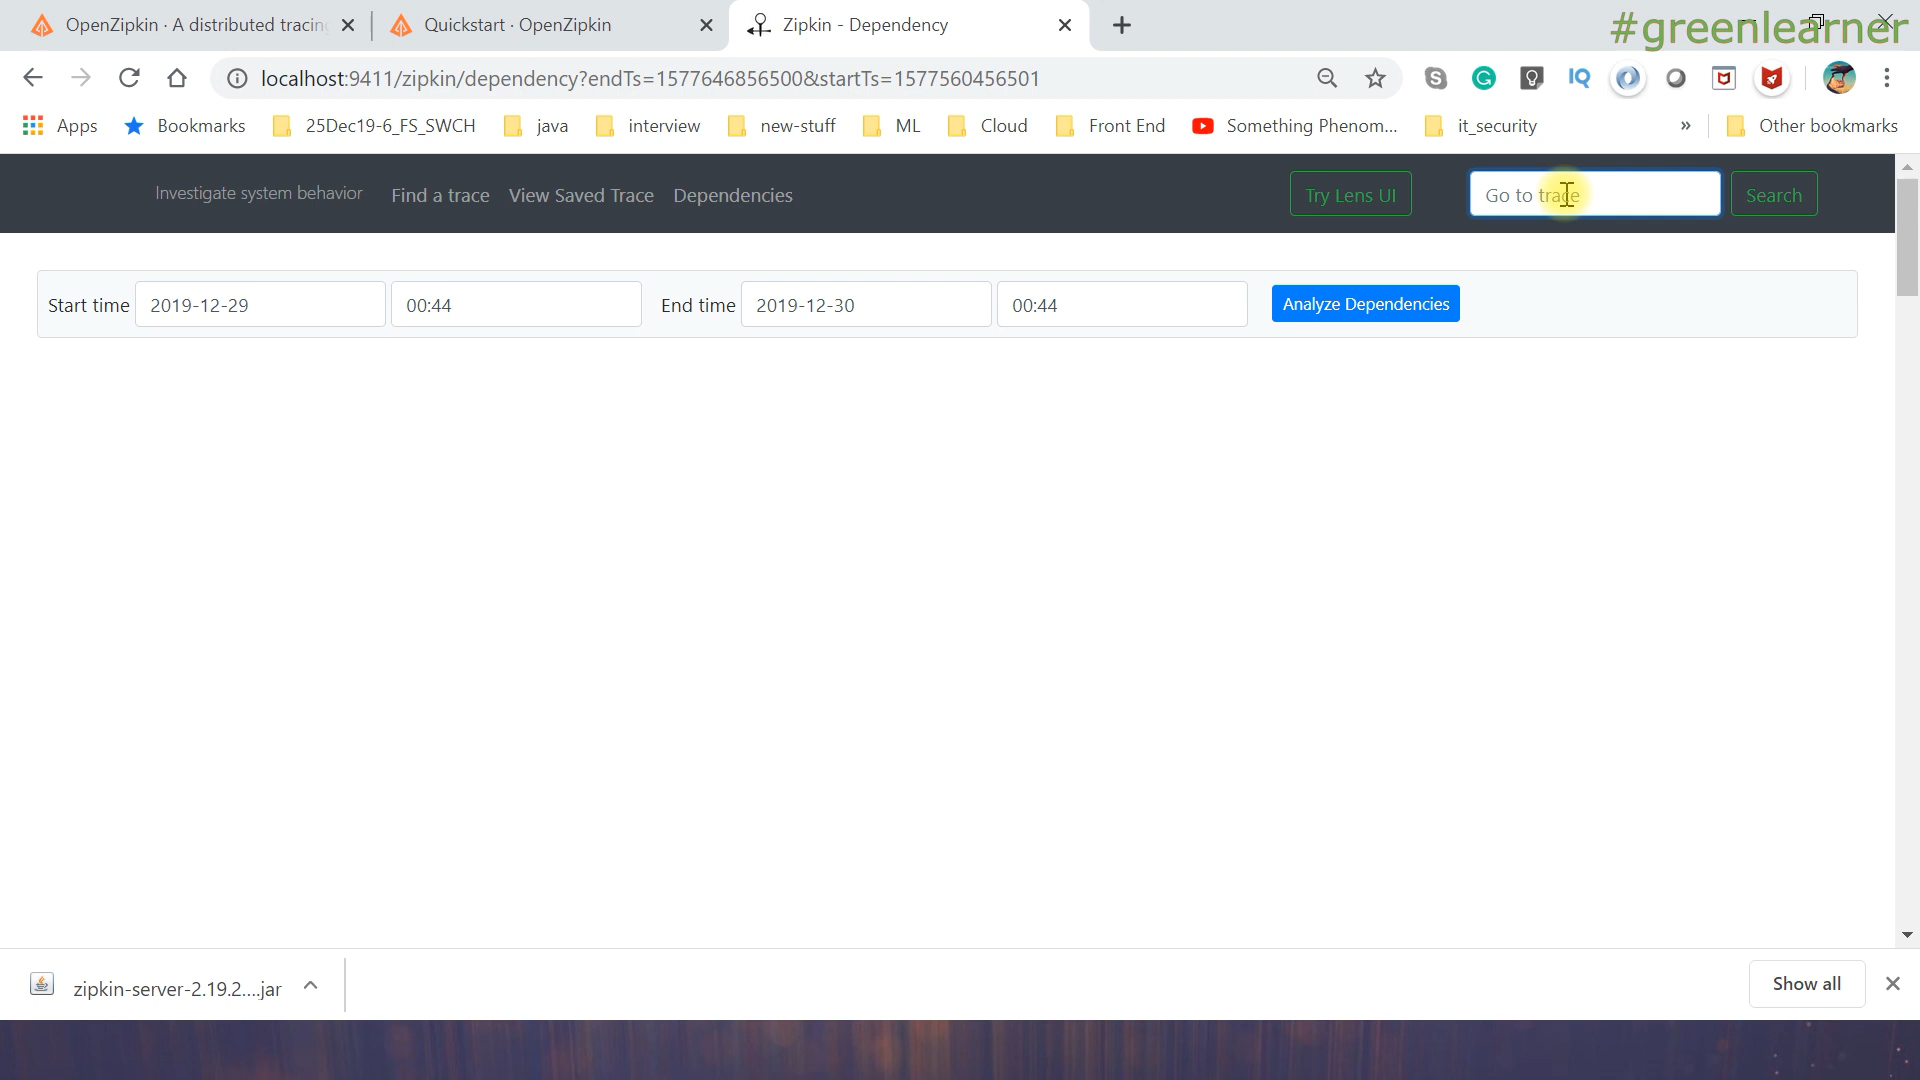 OpenZipkin · A distributed tracin
Quickstart · OpenZipkin
Zipkin - Dependency
#greenlearner
localhost:9411/zipkin/dependency?endTs=1577646856500&startTs=1577560456501
IQ
Apps
Bookmarks
25Dec19-6_FS_SWCH
java
interview
new-stuff
ML
Cloud
Front End
Something Phenom...
it_security
»
Other bookmarks
Investigate system behavior
Find a trace
View Saved Trace
Dependencies
Try Lens UI
Go to trace
Search
Start time
2019-12-29
00:44
End time
2019-12-30
00:44
Analyze Dependencies
zipkin-server-2.19.2....jar
Show all